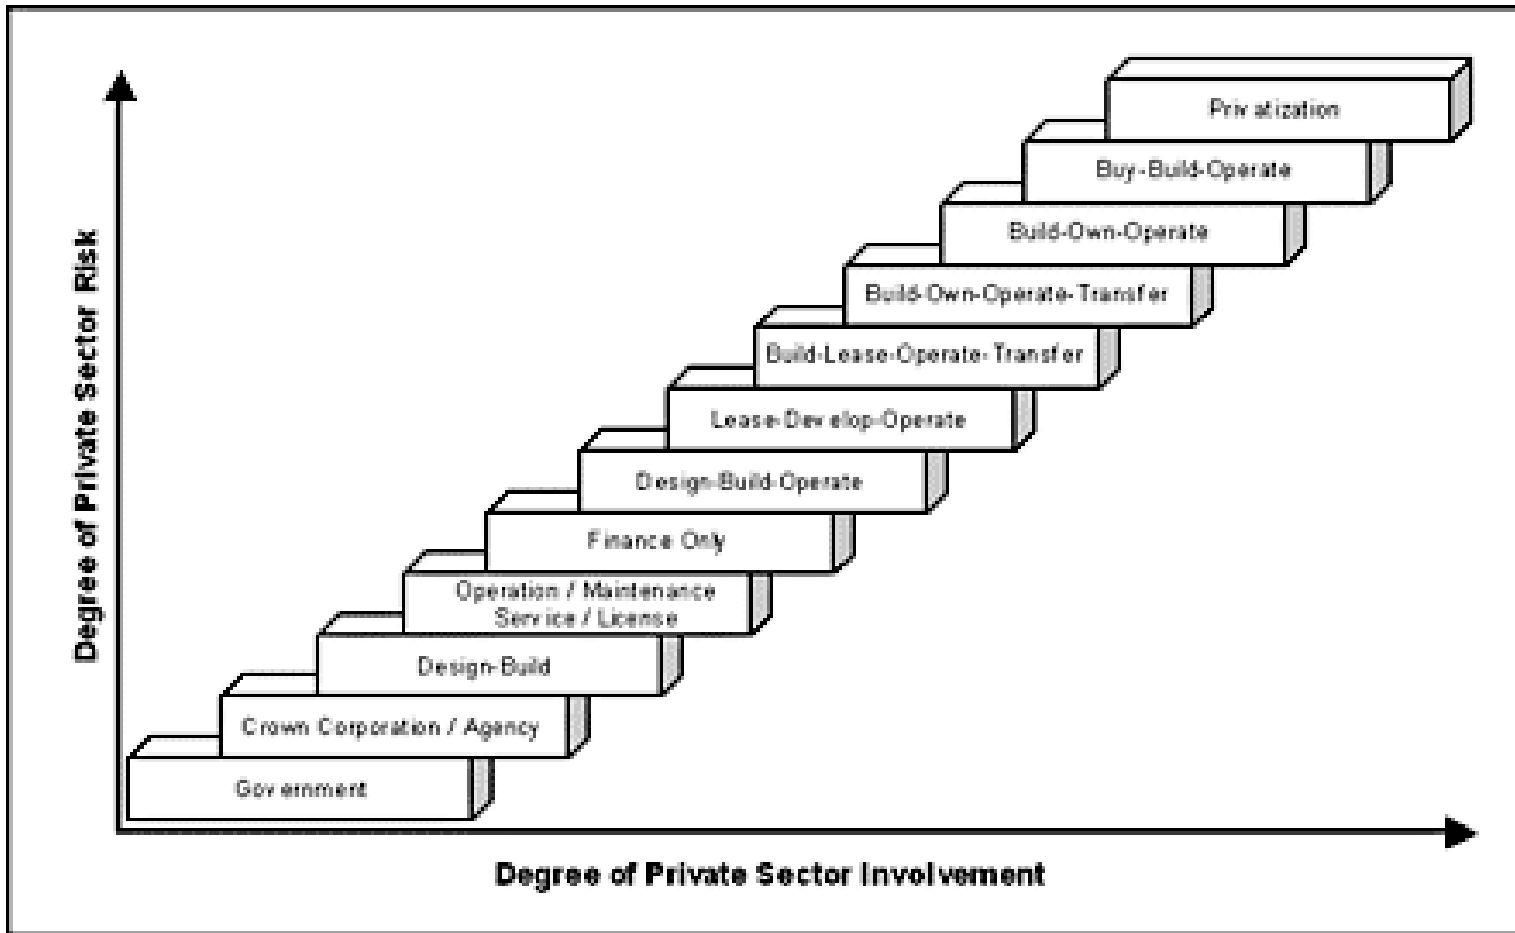 Privatization
Buy-Build-Operate
Build-Own-Operate
Build-Own-Operate-Transfer
Build-Lease-Operate-Transfer
Lease-Develop-Operate
Design-Build-Operate
Finance Only
Operation / Maintenance
Service / License
Design-Build
Crown Corporation / Agency
Government
Degree of Private Sector Risk
Degree of Private Sector Involvement